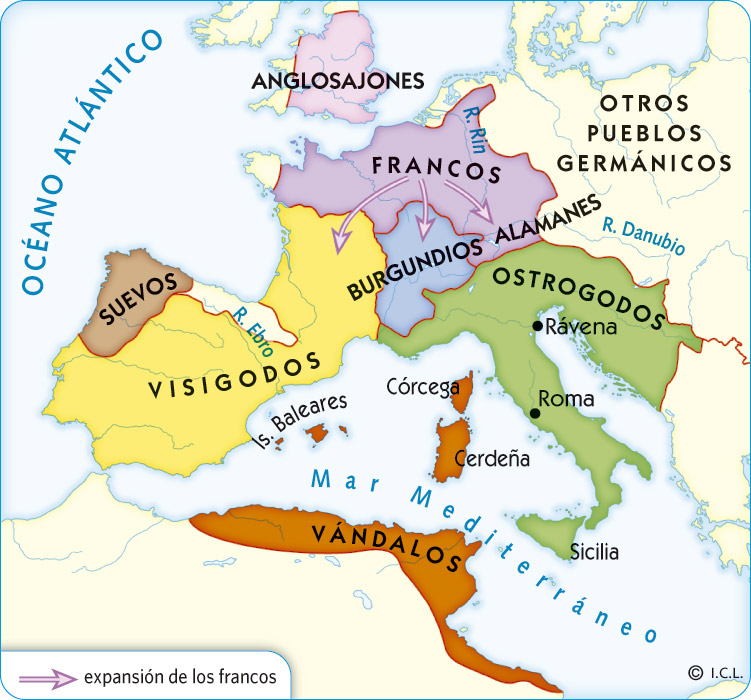 OCÉANO ATLÁNTICO
ANGLOSAJONES
OTROS
PUEBLOS
GERMÁNICOS
R. Rin
FRANCOS
ALAMANES
R. Danubio
BURGUNDIOS
SUEVOS
OSTROGODOS
R. Ebro
Rávena
VISIGODOS
Córcega
Roma
Is. Baleares
Cerdeña
Mar Mediterráneo
VÁNDALOS
Sicilia
expansión de los francos
© I.C.L.